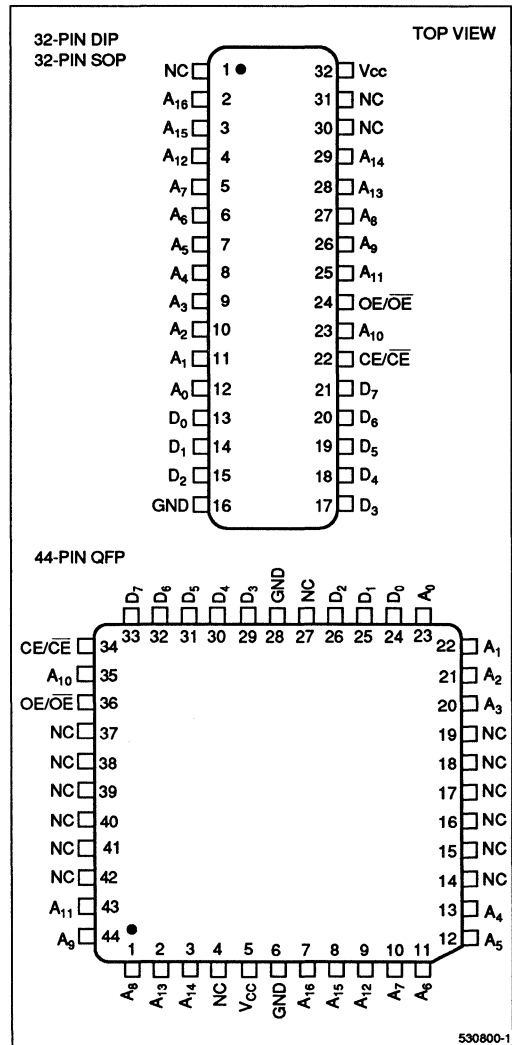 32-PIN DIP
32-PIN SOP
TOP VIEW
NC 1 32 Vcc
A16 2 31 NC
A15 3 30 NC
A12 4 29 A14
A7 5 28 A13
A6 6 27 A8
A5 7 26 A9
A4 8 25 A11
A3 9 24 OE/O̅E̅
A2 10 23 A10
A1 11 22 CE/C̅E̅
A0 12 21 D7
D0 13 20 D6
D1 14 19 D5
D2 15 18 D4
GND 16 17 D3
44-PIN QFP
D7 D6 D5 D4 D3 GND NC D2 D1 D0 A0
33 32 31 30 29 28 27 26 25 24 23
CE/C̅E̅ 34 22 A1
A10 35 21 A2
OE/O̅E̅ 36 20 A3
NC 37 19 NC
NC 38 18 NC
NC 39 17 NC
NC 40 16 NC
NC 41 15 NC
NC 42 14 NC
A11 43 13 A4
A9 44 12 A5
1 2 3 4 5 6 7 8 9 10 11
A8 A13 A14 NC VCC GND A16 A15 A12 A7 A6
530800-1